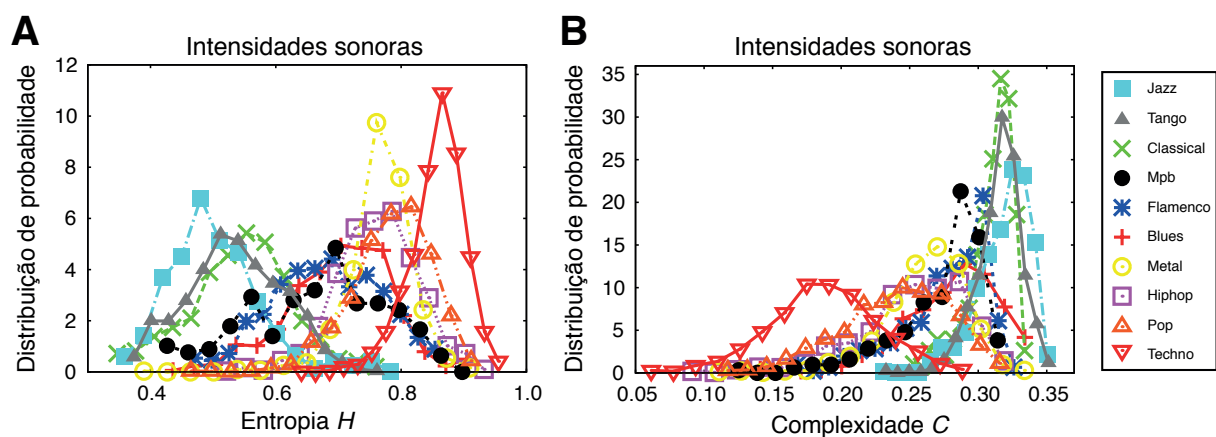 A
Intensidades sonoras
Distribuição de probabilidade
12
10
8
6
4
2
0
0.4
0.6
0.8
1.0
Entropia H
B
Intensidades sonoras
Distribuição de probabilidade
35
30
25
20
15
10
5
0
0.05
0.10
0.15
0.20
0.25
0.30
0.35
Complexidade C
Jazz
Tango
Classical
Mpb
Flamenco
Blues
Metal
Hiphop
Pop
Techno